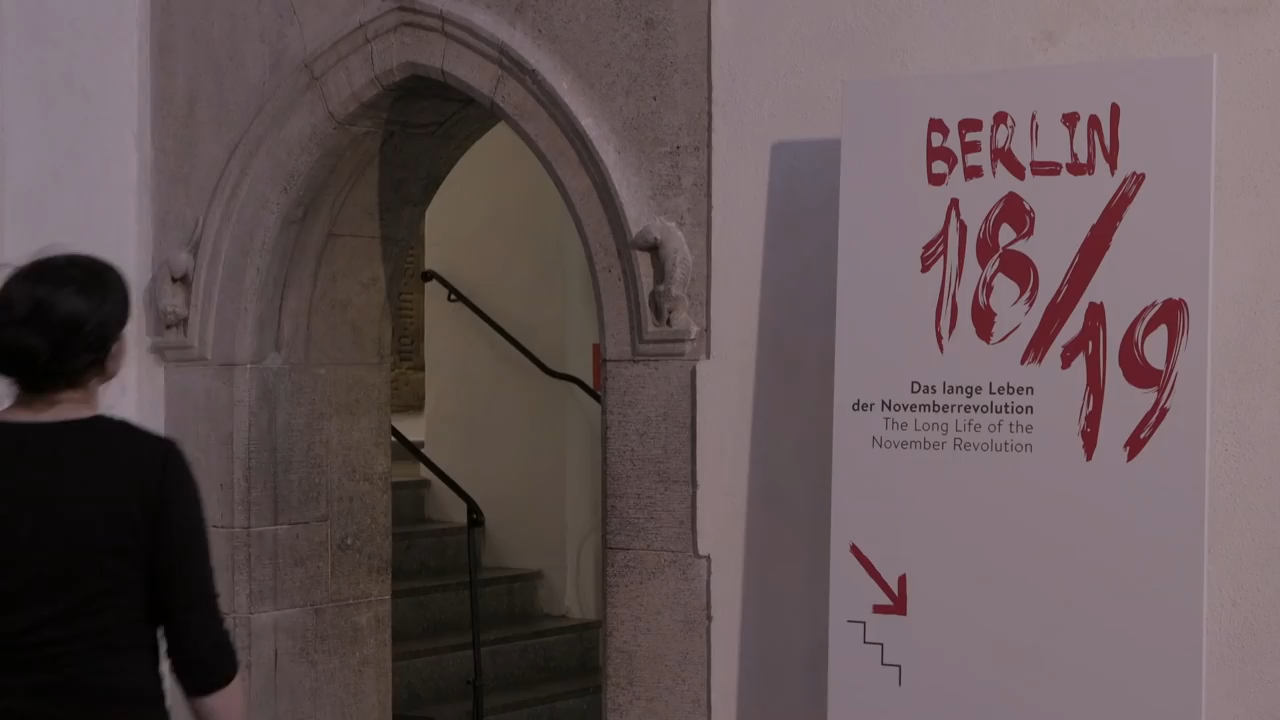 BERLIN
18/
19
Das lange Leben
der Novemberrevolution
The Long Life of the
November Revolution